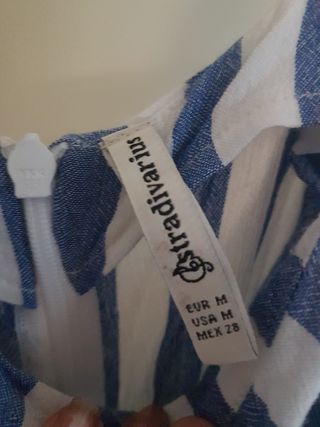 stradivarius
EUR M
USA M
MEX 28